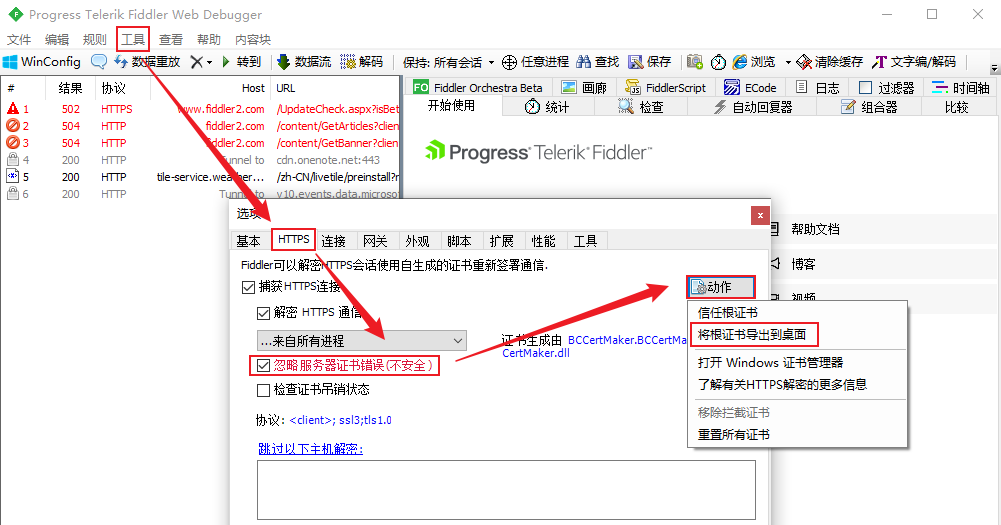 Progress Telerik Fiddler Web Debugger
文件 编辑 规则 工具 查看 帮助 内容块
WinConfig 数据重放 转到 数据流 解码 保持: 所有会话 任意进程 查找 保存 浏览 清除缓存 文字编/解码
# 结果 协议 Host URL
1 502 HTTPS www.fiddler2.com /UpdateCheck.aspx?isBet
2 504 HTTP fiddler2.com /content/GetArticles?clien
3 504 HTTP fiddler2.com /content/GetBanner?client
4 200 HTTP Tunnel to cdn.onenote.net:443
5 200 HTTP tile-service.weather... /zh-CN/livetile/preinstall?r
6 200 HTTP Tunnel to v10.events.data.microsof
FO Fiddler Orchestra Beta 画廊 FiddlerScript ECode 日志 过滤器 时间轴
开始使用 统计 检查 自动回复器 组合器 比较
Progress Telerik Fiddler
帮助文档
博客
视频
选项
基本 HTTPS 连接 网关 外观 脚本 扩展 性能 工具
Fiddler可以解密HTTPS会话使用自生成的证书重新签署通信.
捕获HTTPS连接
动作
解密 HTTPS 通信
...来自所有进程
证书生成由 BCCertMaker.BCCertMa
CertMaker.dll
忽略服务器证书错误(不安全)
检查证书吊销状态
协议: <client>; ssl3;tls1.0
跳过以下主机解密:
信任根证书
将根证书导出到桌面
打开 Windows 证书管理器
了解有关HTTPS解密的更多信息
移除拦截证书
重置所有证书